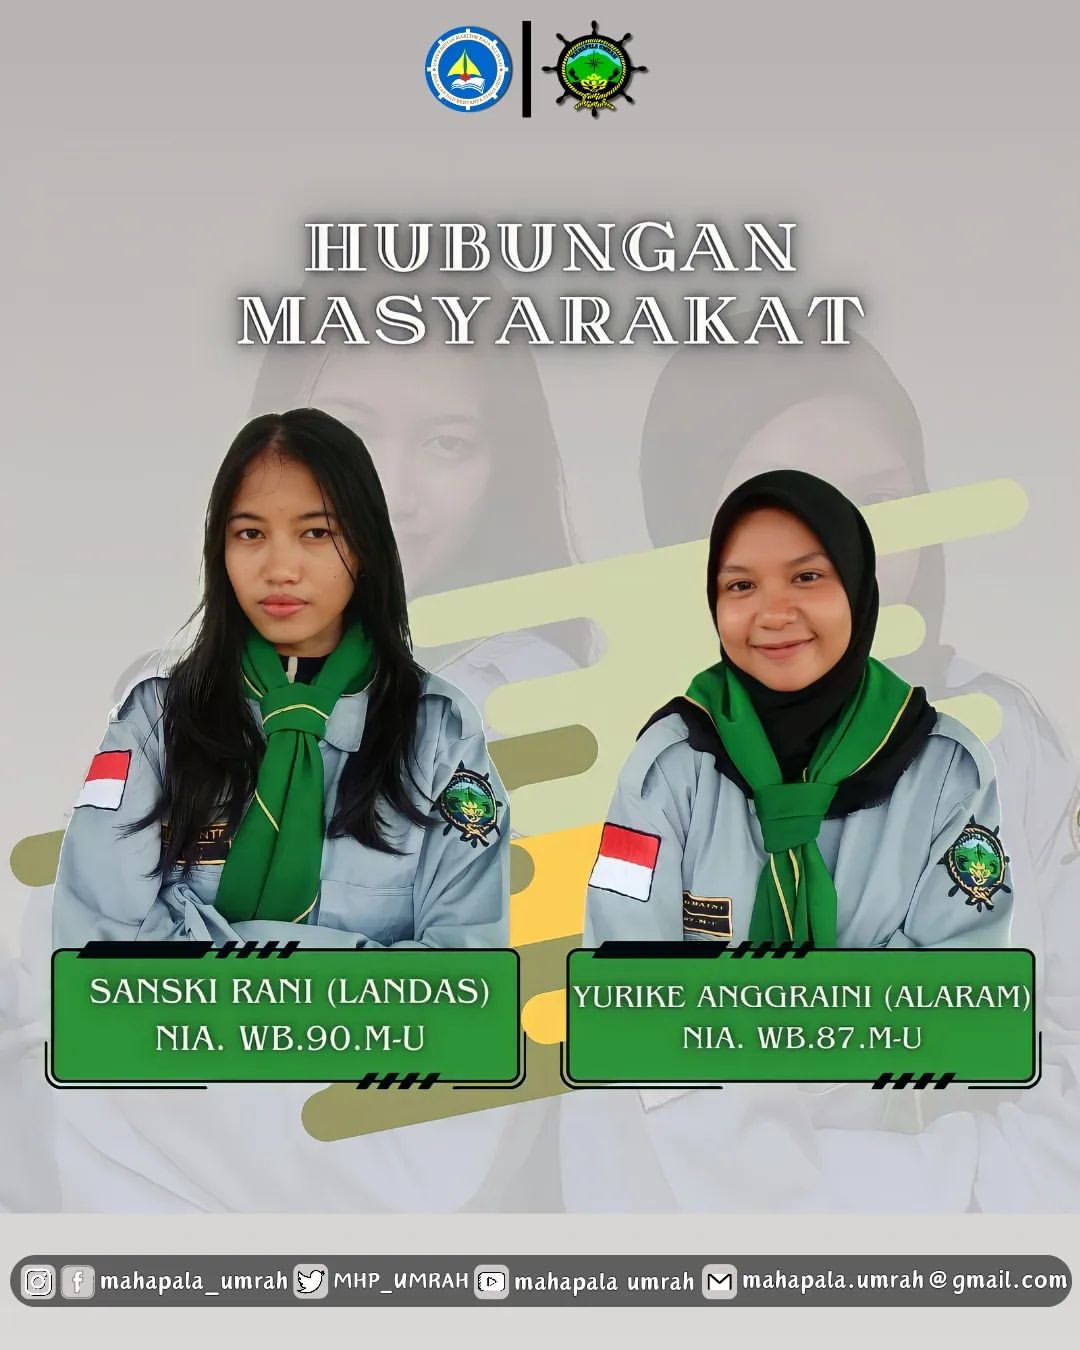 HUBUNGAN
MASYARAKAT
SANSKI RANI (LANDAS)
NIA. WB.90.M-U
YURIKE ANGGRAINI (ALARAM)
NIA. WB.87.M-U
mahapala_umrah MHP_UMRAH mahapala umrah mahapala.umrah@gmail.com